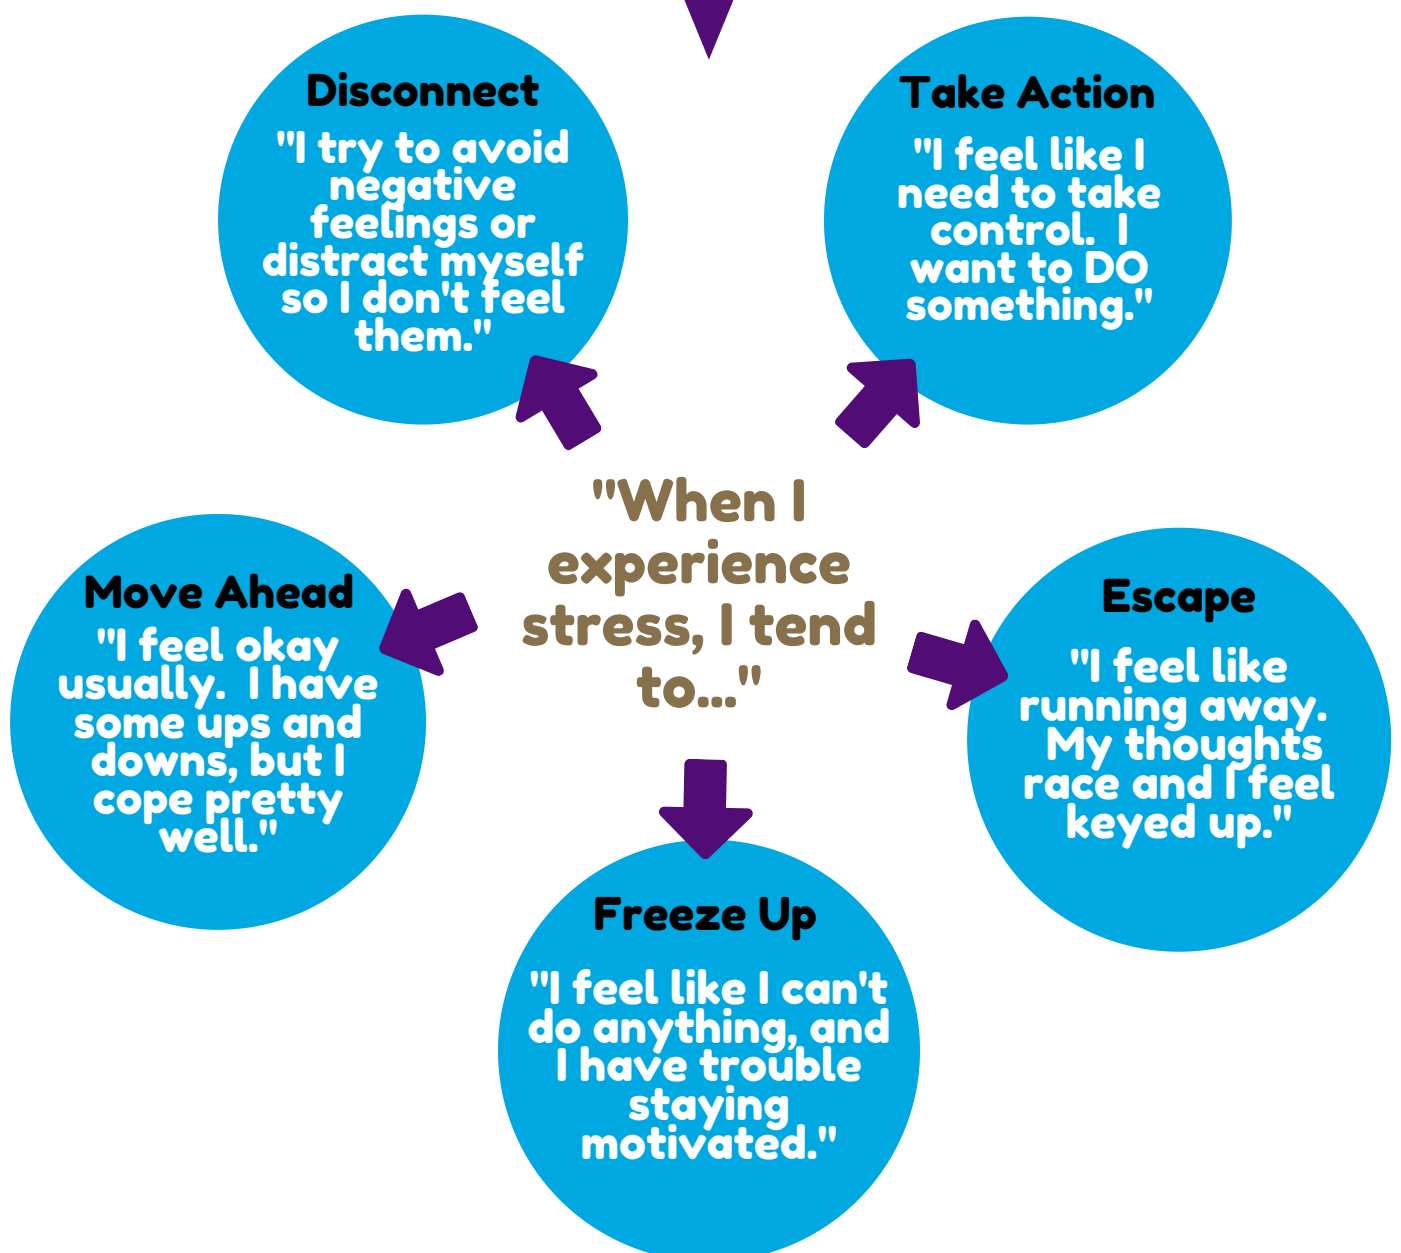 Disconnect
"I try to avoid
negative
feelings or
distract myself
so I don't feel
them."
Take Action
"I feel like I
need to take
control.  I
want to DO
something."
"When I
experience
stress, I tend
to..."
Move Ahead
"I feel okay
usually.  I have
some ups and
downs, but I
cope pretty
well."
Escape
"I feel like
running away.
My thoughts
race and I feel
keyed up."
Freeze Up
"I feel like I can't
do anything, and
I have trouble
staying
motivated."